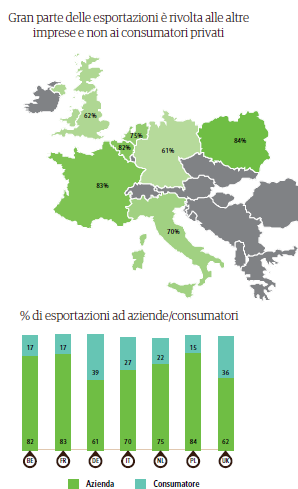 Gran parte delle esportazioni è rivolta alle altre
imprese e non ai consumatori privati
62%
75%
82%
61%
84%
83%
70%
% di esportazioni ad aziende/consumatori
17 17 39 27 22 15 36
82 83 61 70 75 84 62
BE FR DE IT NL PL UK
Azienda Consumatore